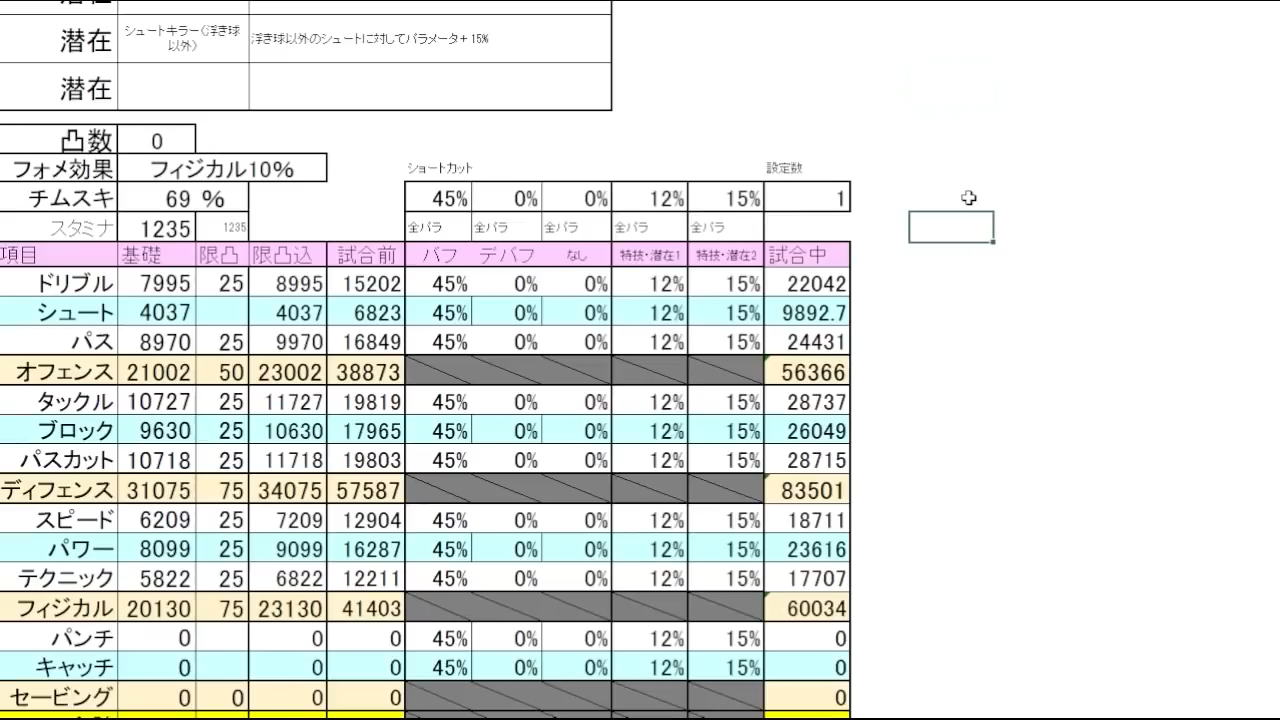 潜在
潜在 シュートキラー(浮き球以外) 浮き球以外のシュートに対してパラメータ+15%
潜在
凸数 0
フォメ効果 フィジカル10% ショートカット 設定数
チムスキ 69 % 45% 0% 0% 12% 15% 1
スタミナ 1235 1235 全パラ 全パラ 全パラ 全パラ 全パラ
項目 基礎 限凸 限凸込 試合前 バフ デバフ なし 特技・潜在1 特技・潜在2 試合中
ドリブル 7995 25 8995 15202 45% 0% 0% 12% 15% 22042
シュート 4037 4037 6823 45% 0% 0% 12% 15% 9892.7
パス 8970 25 9970 16849 45% 0% 0% 12% 15% 24431
オフェンス 21002 50 23002 38873 56366
タックル 10727 25 11727 19819 45% 0% 0% 12% 15% 28737
ブロック 9630 25 10630 17965 45% 0% 0% 12% 15% 26049
パスカット 10718 25 11718 19803 45% 0% 0% 12% 15% 28715
ディフェンス 31075 75 34075 57587 83501
スピード 6209 25 7209 12904 45% 0% 0% 12% 15% 18711
パワー 8099 25 9099 16287 45% 0% 0% 12% 15% 23616
テクニック 5822 25 6822 12211 45% 0% 0% 12% 15% 17707
フィジカル 20130 75 23130 41403 60034
パンチ 0 0 0 45% 0% 0% 12% 15% 0
キャッチ 0 0 0 45% 0% 0% 12% 15% 0
セービング 0 0 0 0 0